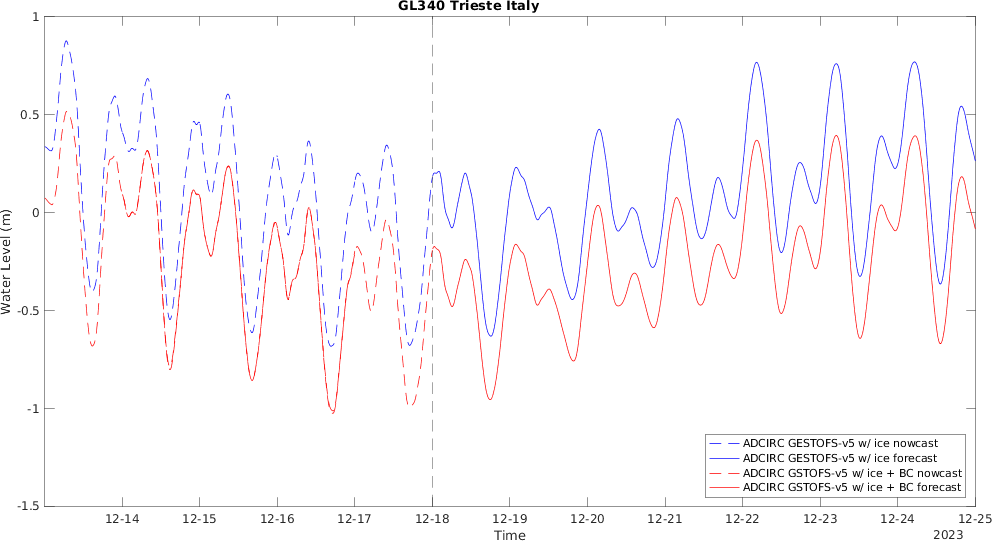 GL340 Trieste Italy
1
0.5
0
-0.5
-1
-1.5
Water Level (m)
12-14
12-15
12-16
12-17
12-18
12-19
12-20
12-21
12-22
12-23
12-24
12-25
Time
2023
ADCIRC GESTOFS-v5 w/ ice nowcast
ADCIRC GESTOFS-v5 w/ ice forecast
ADCIRC GSTOFS-v5 w/ ice + BC nowcast
ADCIRC GSTOFS-v5 w/ ice + BC forecast